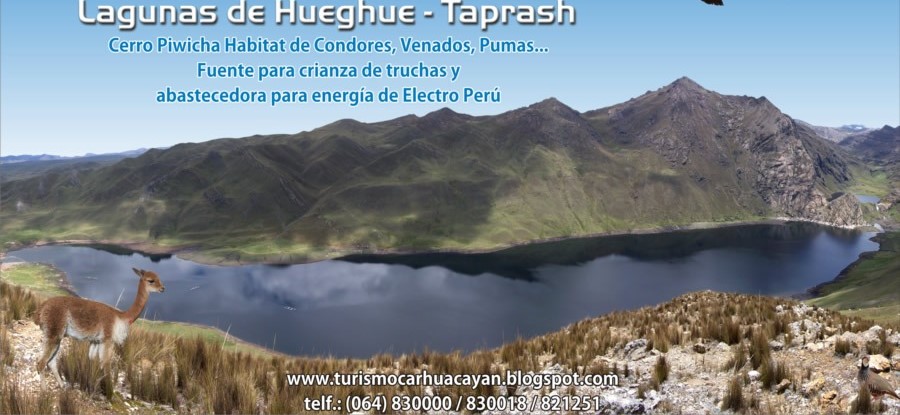 Lagunas de Hueghue - Taprash
Cerro Piwicha Habitat de Condores, Venados, Pumas...
Fuente para crianza de truchas y
abastecedora para energía de Electro Perú
www.turismocarhuacayan.blogspot.com
telf.: (064) 830000 / 830018 / 821251